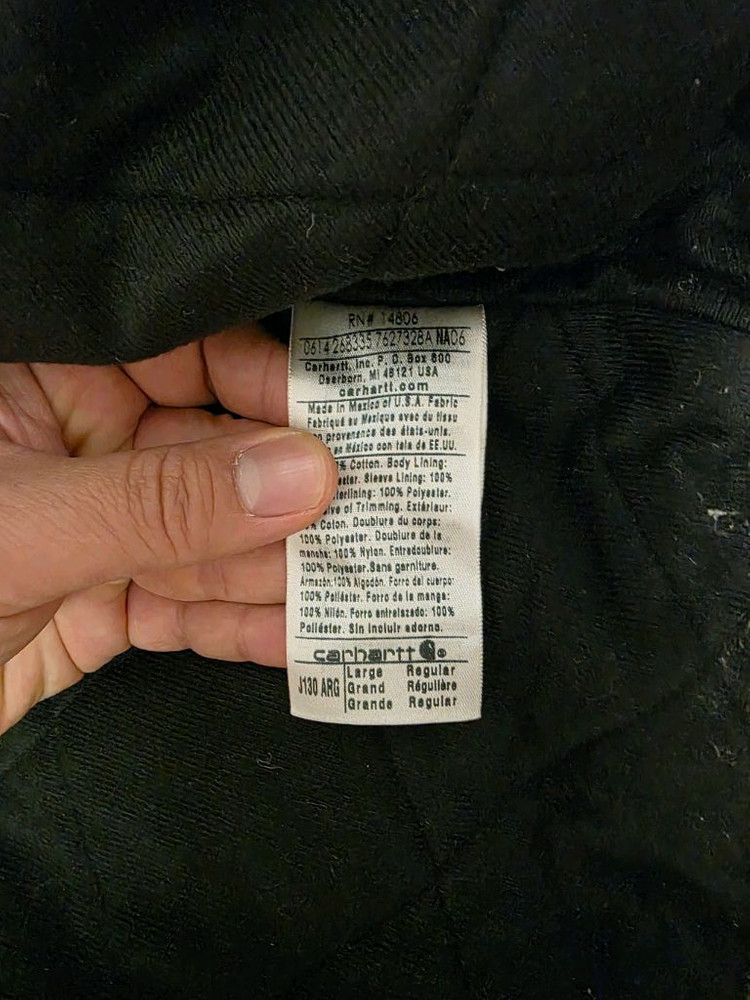 RN# 14806
0614 268335 7627328A NA06
Carhartt, Inc. P. O. Box 600
Dearborn, MI 48121 USA
carhartt.com
Made in Mexico of U.S.A. Fabric
Fabriqué au Mexique avec du tissu
en provenance des états-unis.
en México con tela de EE.UU.
% Cotton. Body Lining:
Sleeve Lining: 100%
100% Polyester.
of Trimming. Extérieur:
% Coton. Doublure du corps:
100% Polyester. Doublure de la
manche: 100% Nylon. Entredoublure:
100% Polyester. Sans garniture.
Armazón: 100% Algodón. Forro del cuerpo:
100% Poliéster. Forro de la manga:
100% Nilón. Forro entrelazado: 100%
Poliéster. Sin incluir adorno.
carhartt ®
J130 ARG
Large Regular
Grand Régulière
Grande Regular